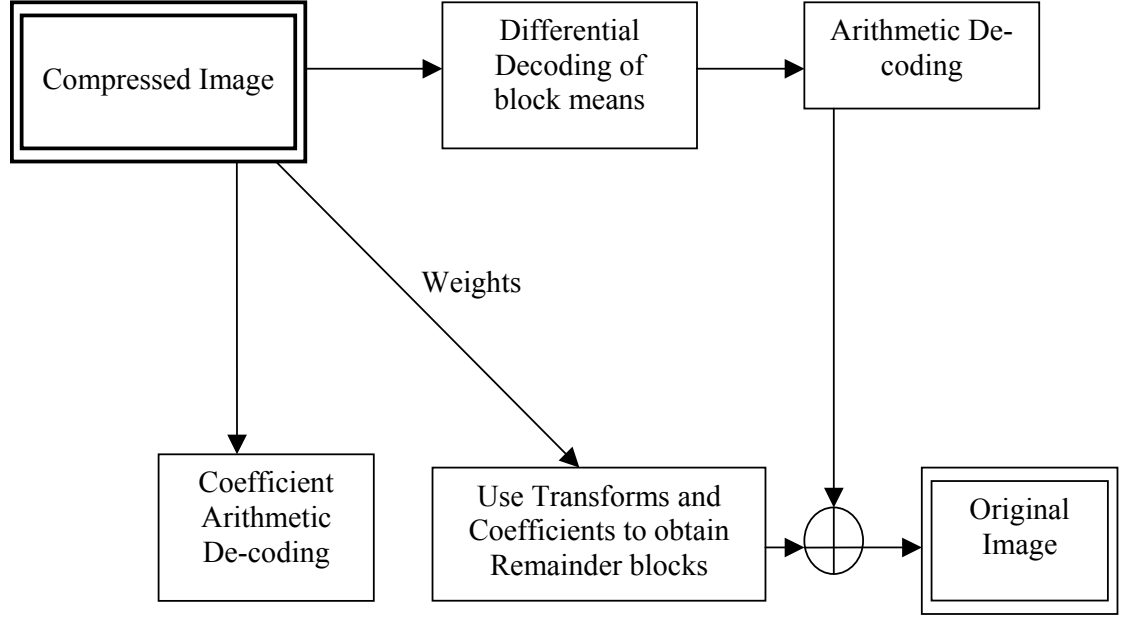 Compressed Image
Differential
Decoding of
block means
Arithmetic De-
coding
Weights
Coefficient
Arithmetic
De-coding
Use Transforms and
Coefficients to obtain
Remainder blocks
Original
Image